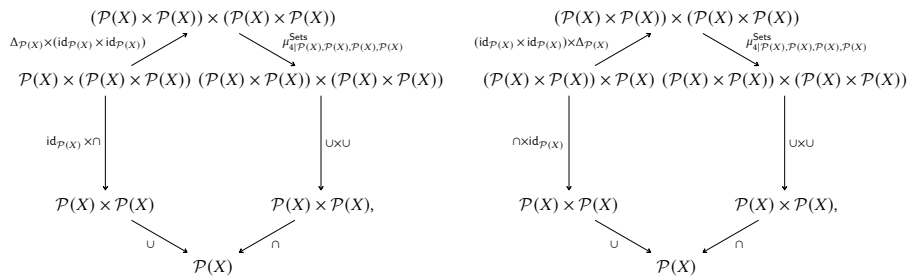 (𝒫(X) × 𝒫(X)) × (𝒫(X) × 𝒫(X))
Δ_{𝒫(X)}×(id_{𝒫(X)}×id_{𝒫(X)})
μ^{Sets}_{4|𝒫(X),𝒫(X),𝒫(X),𝒫(X)}
𝒫(X) × (𝒫(X) × 𝒫(X))
(𝒫(X) × 𝒫(X)) × (𝒫(X) × 𝒫(X))
id_{𝒫(X)}×∩
∪×∪
𝒫(X) × 𝒫(X)
𝒫(X) × 𝒫(X),
∪
∩
𝒫(X)
(𝒫(X) × 𝒫(X)) × (𝒫(X) × 𝒫(X))
(id_{𝒫(X)}×id_{𝒫(X)})×Δ_{𝒫(X)}
μ^{Sets}_{4|𝒫(X),𝒫(X),𝒫(X),𝒫(X)}
(𝒫(X) × 𝒫(X)) × 𝒫(X)
(𝒫(X) × 𝒫(X)) × (𝒫(X) × 𝒫(X))
∩×id_{𝒫(X)}
∪×∪
𝒫(X) × 𝒫(X)
𝒫(X) × 𝒫(X),
∪
∩
𝒫(X)